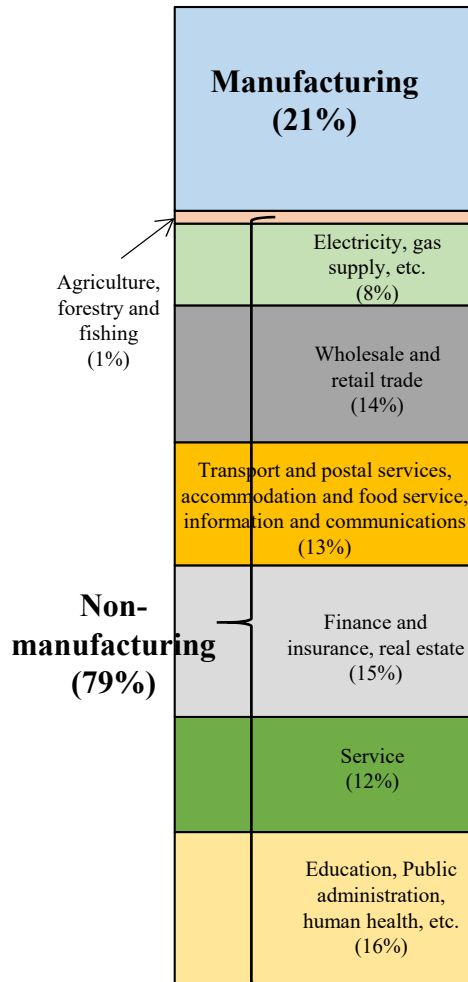 Manufacturing
(21%)
Agriculture,
forestry and
fishing
(1%)
Electricity, gas
supply, etc.
(8%)
Wholesale and
retail trade
(14%)
Transport and postal services,
accommodation and food service,
information and communications
(13%)
Non-
manufacturing
(79%)
Finance and
insurance, real estate
(15%)
Service
(12%)
Education, Public
administration,
human health, etc.
(16%)